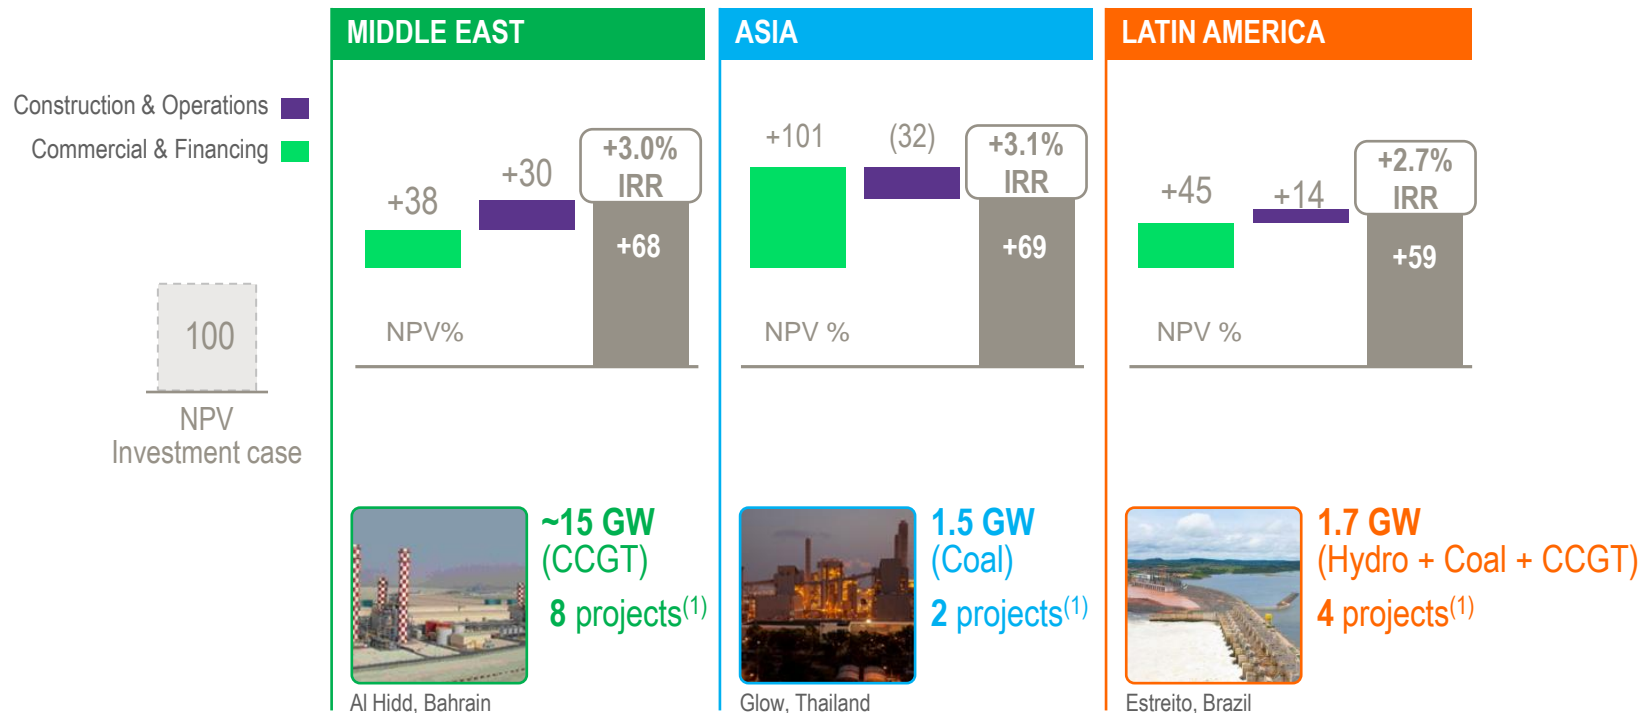 MIDDLE EAST
ASIA
LATIN AMERICA
Construction & Operations
Commercial & Financing
100
NPV
Investment case
+38
+30
+3.0%
IRR
+68
NPV%
+101
(32)
+3.1%
IRR
+69
NPV %
+45
+14
+2.7%
IRR
+59
NPV %
~15 GW
(CCGT)
8 projects(1)
Al Hidd, Bahrain
1.5 GW
(Coal)
2 projects(1)
Glow, Thailand
1.7 GW
(Hydro + Coal + CCGT)
4 projects(1)
Estreito, Brazil